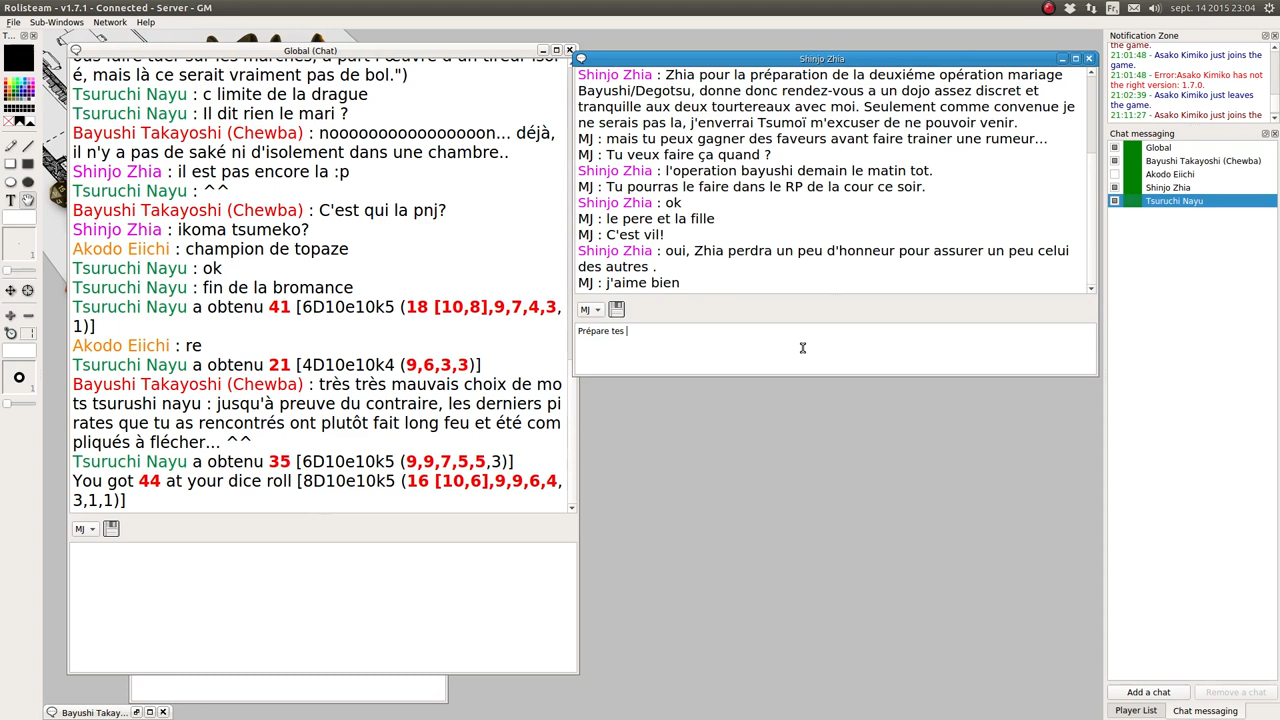 Rolisteam - v1.7.1 - Connected - Server - GM
Fr
sept. 14 2015 23:04
File Sub-Windows Network Help
T...
Global (Chat)
é, mais là ce serait vraiment pas de bol.")
Tsuruchi Nayu : c limite de la drague
Tsuruchi Nayu : Il dit rien le mari ?
Bayushi Takayoshi (Chewba) : nooooooooooooooon... déjà,
il n'y a pas de saké ni d'isolement dans une chambre..
Shinjo Zhia : il est pas encore la :p
Tsuruchi Nayu : ^^
Bayushi Takayoshi (Chewba) : C'est qui la pnj?
Shinjo Zhia : ikoma tsumeko?
Akodo Eiichi : champion de topaze
Tsuruchi Nayu : ok
Tsuruchi Nayu : fin de la bromance
Tsuruchi Nayu a obtenu 41 [6D10e10k5 (18 [10,8],9,7,4,3,
1)]
Akodo Eiichi : re
Tsuruchi Nayu a obtenu 21 [4D10e10k4 (9,6,3,3)]
Bayushi Takayoshi (Chewba) : très très mauvais choix de mo
ts tsurushi nayu : jusqu'à preuve du contraire, les derniers pi
rates que tu as rencontrés ont plutôt fait long feu et été com
pliqués à flécher... ^^
Tsuruchi Nayu a obtenu 35 [6D10e10k5 (9,9,7,5,5,3)]
You got 44 at your dice roll [8D10e10k5 (16 [10,6],9,9,6,4,
3,1,1)]
MJ
Bayushi Takay...
Shinjo Zhia
Shinjo Zhia : Zhia pour la préparation de la deuxiéme opération mariage
Bayushi/Degotsu, donne donc rendez-vous a un dojo assez discret et
tranquille aux deux tourtereaux avec moi. Seulement comme convenue je
ne serais pas la, j'enverrai Tsumoï m'excuser de ne pouvoir venir.
MJ : mais tu peux gagner des faveurs avant faire trainer une rumeur...
MJ : Tu veux faire ça quand ?
Shinjo Zhia : l'operation bayushi demain le matin tot.
MJ : Tu pourras le faire dans le RP de la cour ce soir.
Shinjo Zhia : ok
MJ : le pere et la fille
MJ : C'est vil!
Shinjo Zhia : oui, Zhia perdra un peu d'honneur pour assurer un peu celui
des autres .
MJ : j'aime bien
MJ
Prépare tes
Notification Zone
the game.
21:01:48 - Asako Kimiko just joins the
game.
21:01:48 - Error:Asako Kimiko has not
the right version: 1.7.0.
21:02:39 - Asako Kimiko just leaves
the game.
21:11:27 - Asako Kimiko just joins the
Chat messaging
Global
Bayushi Takayoshi (Chewba)
Akodo Eiichi
Shinjo Zhia
Tsuruchi Nayu
Add a chat Remove a chat
Player List Chat messaging